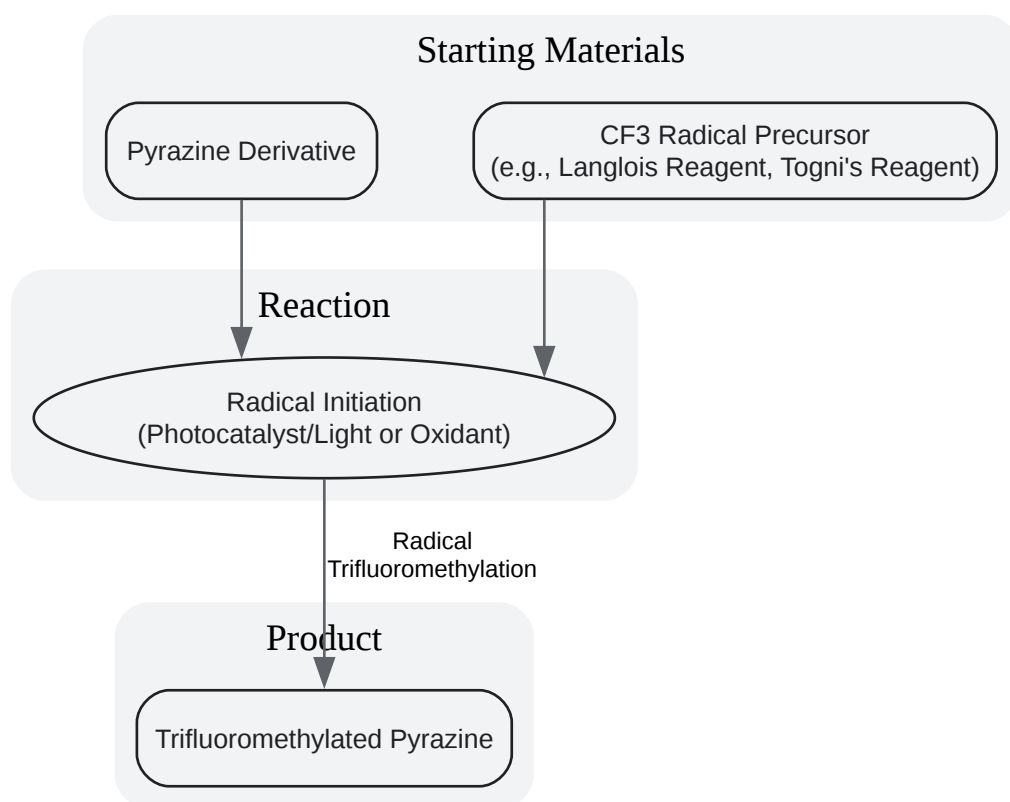 Starting Materials
Pyrazine Derivative
CF3 Radical Precursor
(e.g., Langlois Reagent, Togni's Reagent)
Reaction
Radical Initiation
(Photocatalyst/Light or Oxidant)
Radical
Trifluoromethylation
Product
Trifluoromethylated Pyrazine